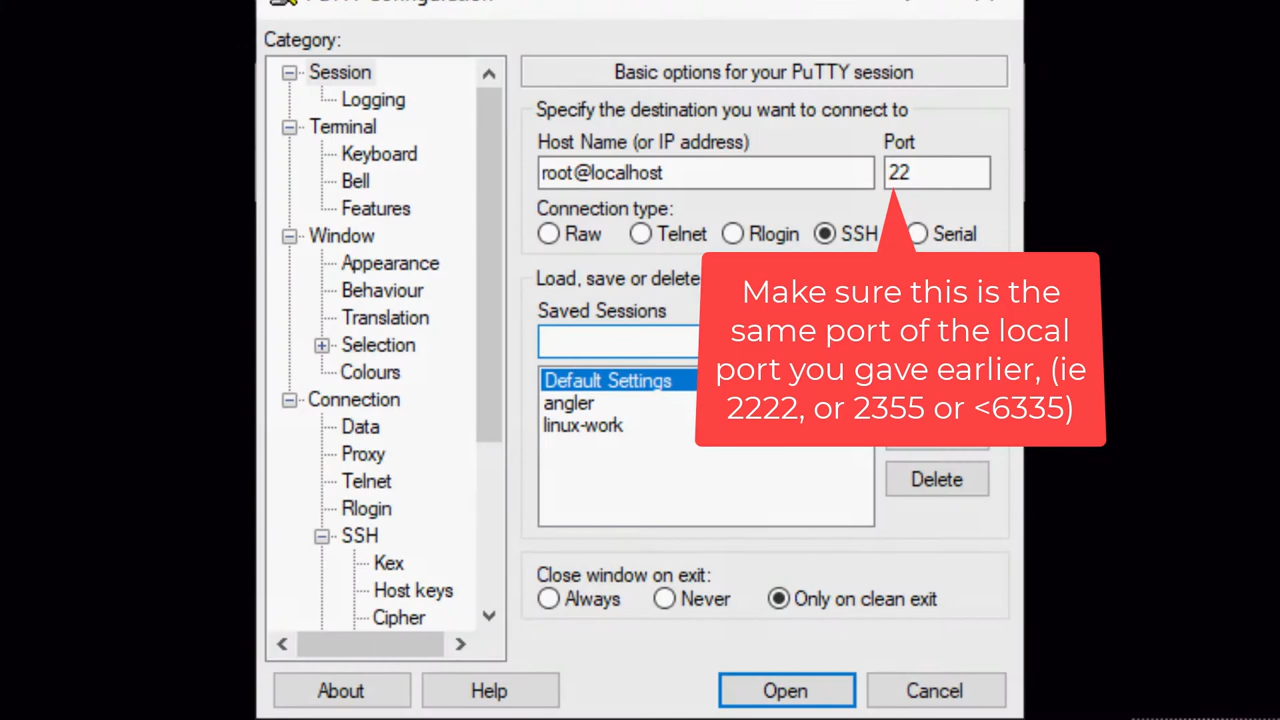 Category:
Session
Logging
Terminal
Keyboard
Bell
Features
Window
Appearance
Behaviour
Translation
Selection
Colours
Connection
Data
Proxy
Telnet
Rlogin
SSH
Kex
Host keys
Cipher
Basic options for your PuTTY session
Specify the destination you want to connect to
Host Name (or IP address) Port
root@localhost 22
Connection type:
Raw Telnet Rlogin SSH Serial
Load, save or delete
Saved Sessions
Default Settings
angler
linux-work
Make sure this is the
same port of the local
port you gave earlier, (ie
2222, or 2355 or <6335)
Delete
Close window on exit:
Always Never Only on clean exit
About Help Open Cancel